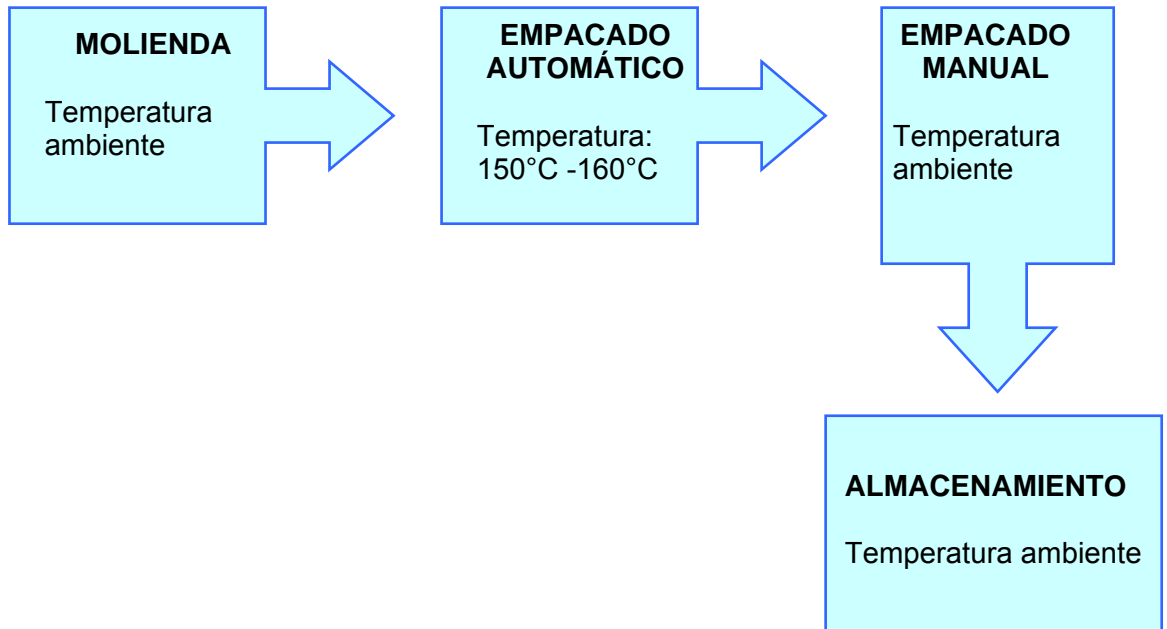 MOLIENDA
Temperatura
ambiente
EMPACADO
AUTOMÁTICO
Temperatura:
150°C -160°C
EMPACADO
MANUAL
Temperatura
ambiente
ALMACENAMIENTO
Temperatura ambiente